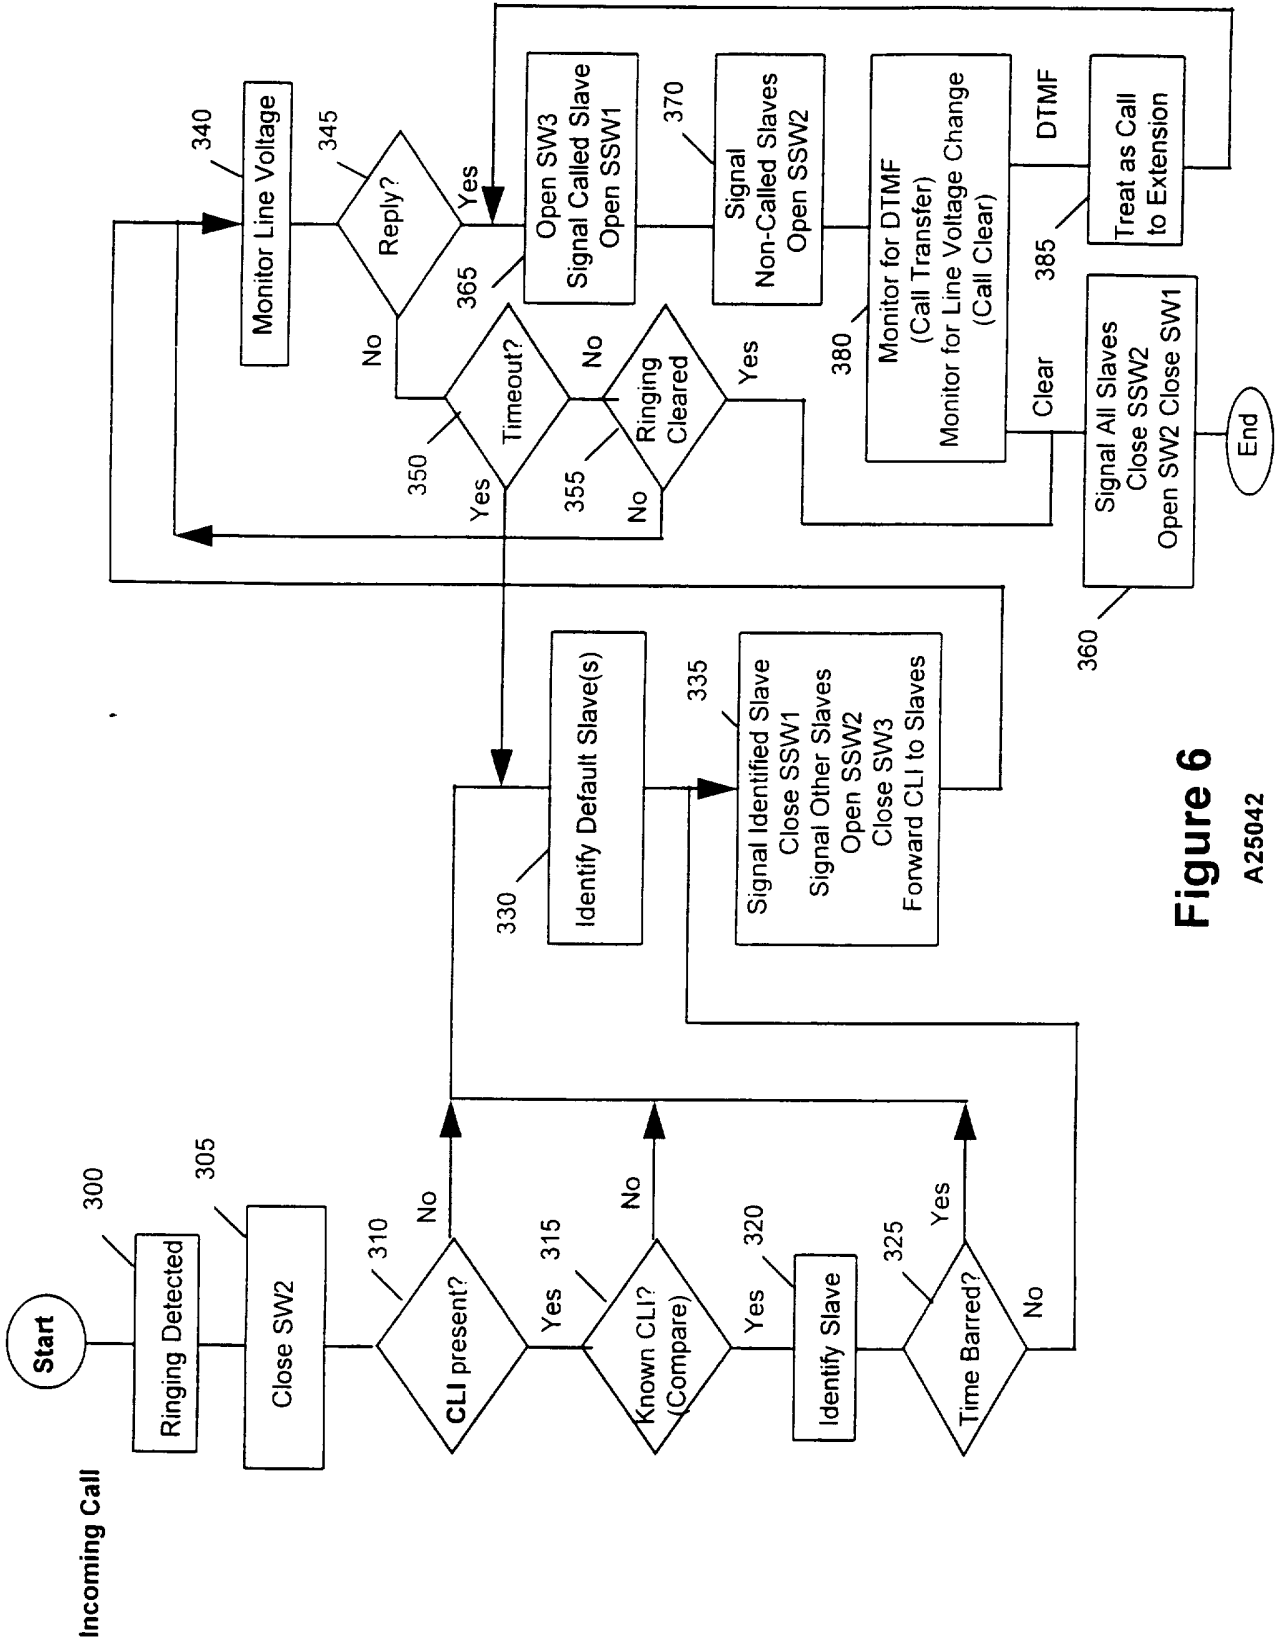 Incoming Call
Start
300
Ringing Detected
305
Close SW2
310
CLI present?
No
Yes
315
Known CLI?
(Compare)
No
Yes
320
Identify Slave
325
Time Barred?
Yes
No
330
Identify Default Slave(s)
335
Signal Identified Slave
Close SSW1
Signal Other Slaves
Open SSW2
Close SW3
Forward CLI to Slaves
340
Monitor Line Voltage
345
Reply?
No
Yes
350
Timeout?
Yes
No
355
Ringing
Cleared
No
Yes
365
Open SW3
Signal Called Slave
Open SSW1
370
Signal
Non-Called Slaves
Open SSW2
380
Monitor for DTMF
(Call Transfer)
Monitor for Line Voltage Change
(Call Clear)
Clear
DTMF
385
Treat as Call
to Extension
360
Signal All Slaves
Close SSW2
Open SW2 Close SW1
End
Figure 6
A25042